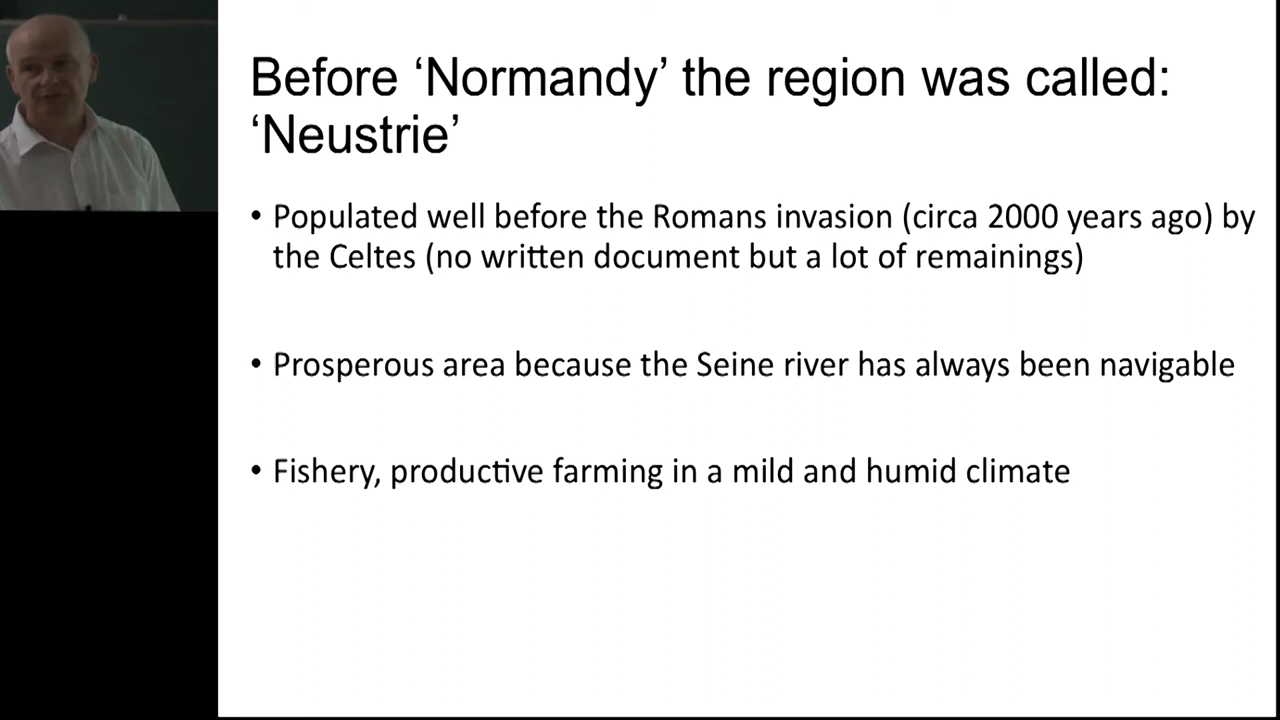 Before ‘Normandy’ the region was called:
‘Neustrie’
• Populated well before the Romans invasion (circa 2000 years ago) by
the Celtes (no written document but a lot of remainings)
• Prosperous area because the Seine river has always been navigable
• Fishery, productive farming in a mild and humid climate